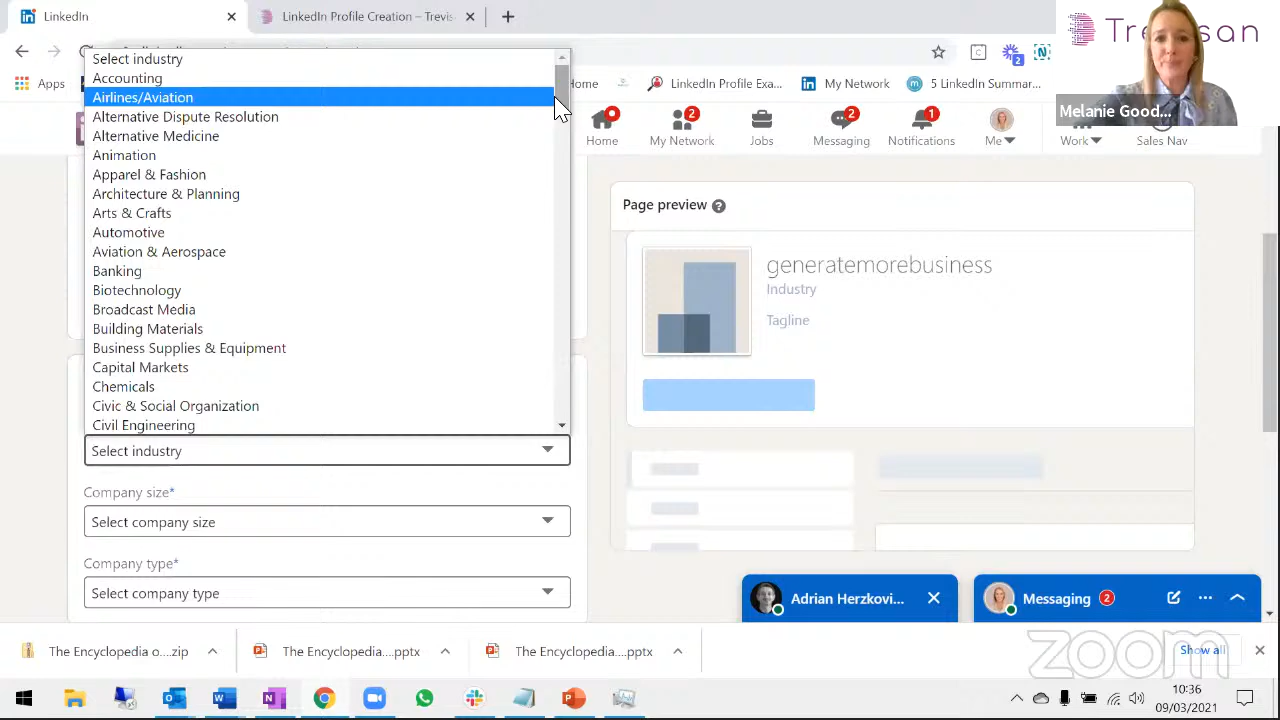 LinkedIn
LinkedIn Profile Creation – Trevis
Apps
Home
LinkedIn Profile Exa...
LinkedIn
5 LinkedIn Summar...
Melanie Good...
Select industry
Accounting
Airlines/Aviation
Alternative Dispute Resolution
Alternative Medicine
Animation
Apparel & Fashion
Architecture & Planning
Arts & Crafts
Automotive
Aviation & Aerospace
Banking
Biotechnology
Broadcast Media
Building Materials
Business Supplies & Equipment
Capital Markets
Chemicals
Civic & Social Organization
Civil Engineering
Select industry
Company size*
Select company size
Company type*
Select company type
Home
2
My Network
Jobs
2
Messaging
1
Notifications
Me
Work
Sales Nav
Page preview
generatemorebusiness
Industry
Tagline
Adrian Herzkovi...
Messaging 2
The Encyclopedia o....zip
The Encyclopedia....pptx
The Encyclopedia....pptx
Show all
zoom
10:36
09/03/2021